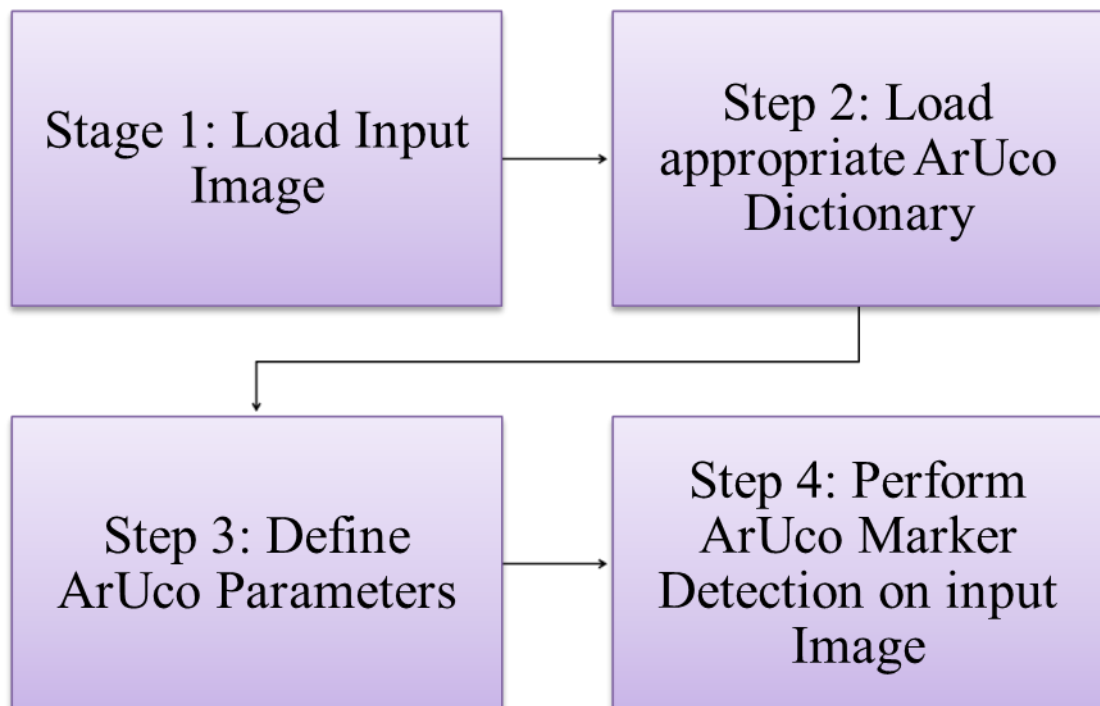 Stage 1: Load Input
Image
Step 2: Load
appropriate ArUco
Dictionary
Step 3: Define
ArUco Parameters
Step 4: Perform
ArUco Marker
Detection on input
Image